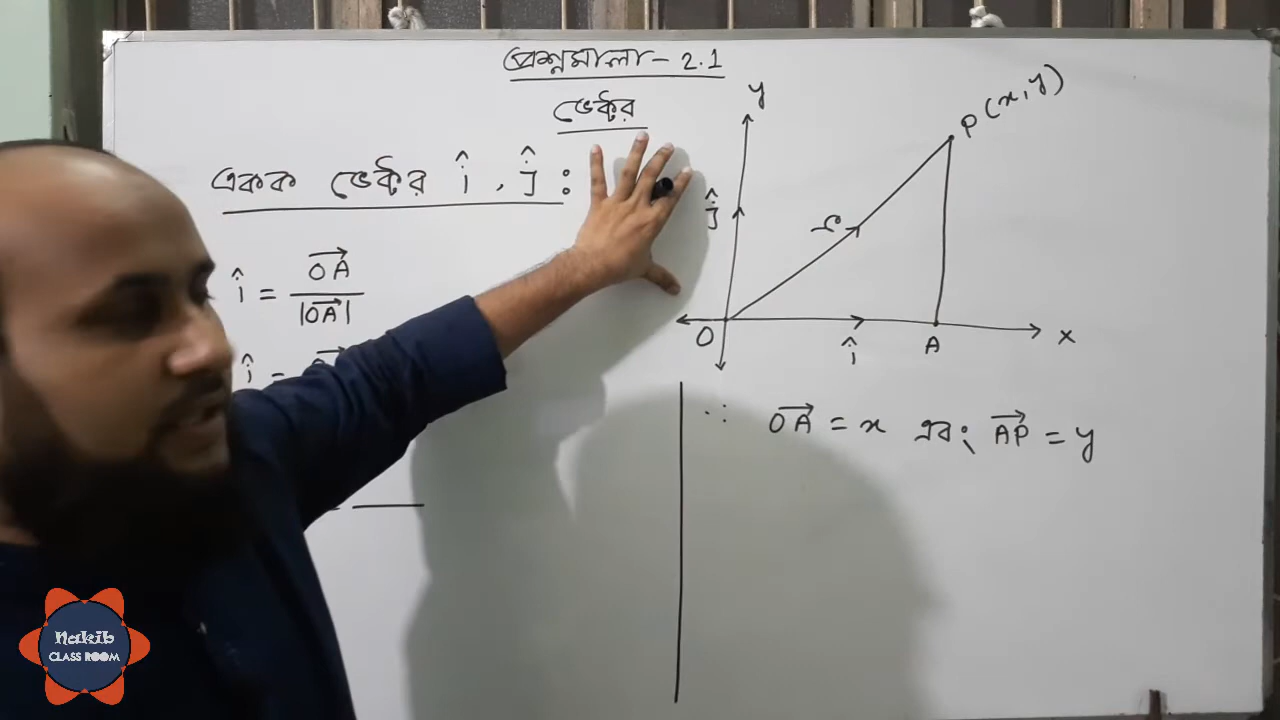 প্রশ্নমালা - 2.1
ভেক্টর
একক ভেক্টর î , ĵ :
î = OA⃗ / |OA⃗|
î =
y
P (x, y)
ĵ
r
O
î
A
x
∴ OA⃗ = x এবং AP⃗ = y
Nakib
CLASS ROOM